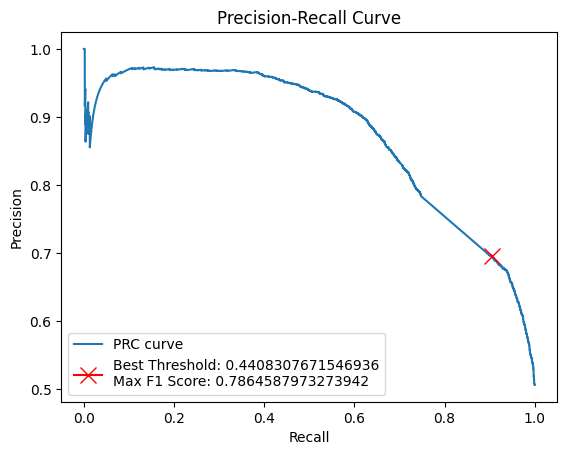 Precision-Recall Curve
1.0
0.9
0.8
0.7
0.6
0.5
Precision
PRC curve
Best Threshold: 0.4408307671546936
Max F1 Score: 0.7864587973273942
0.0
0.2
0.4
0.6
0.8
1.0
Recall